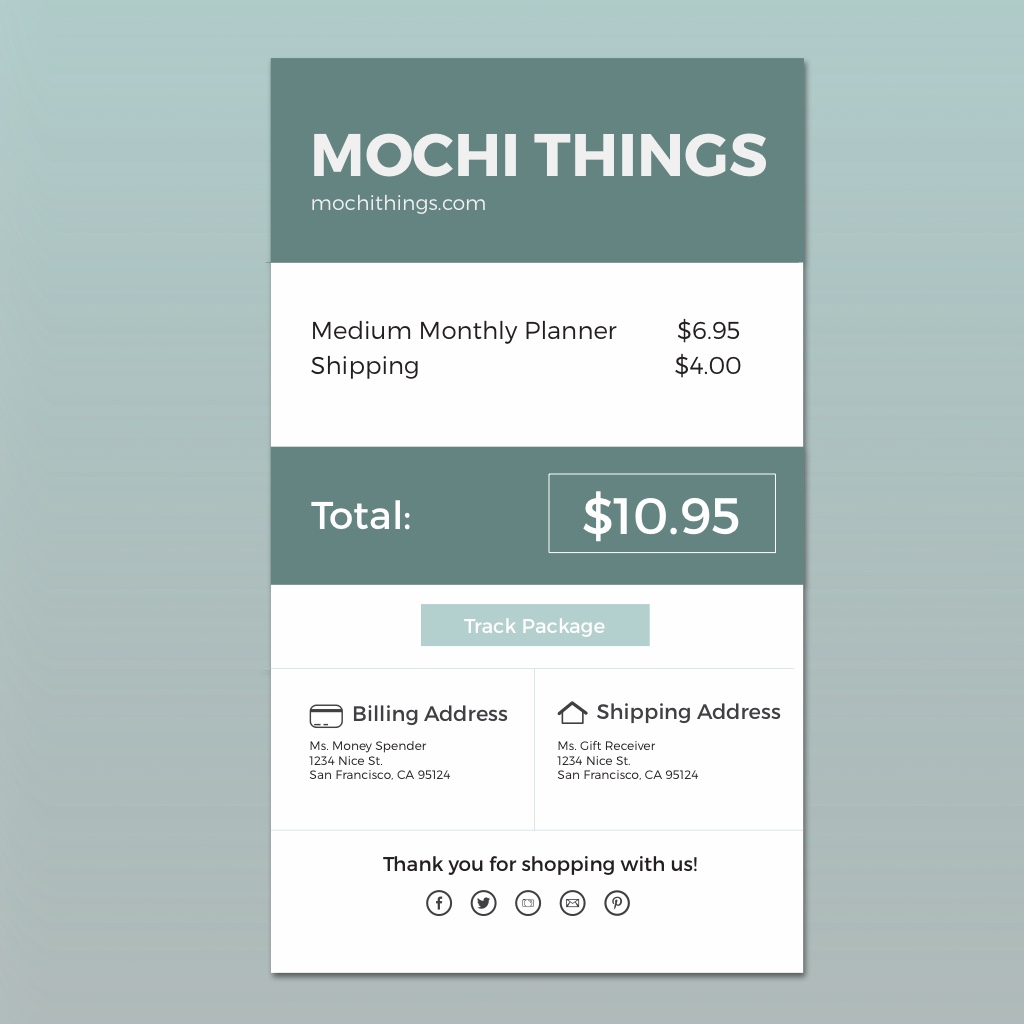 MOCHI THINGS
mochithings.com
Medium Monthly Planner $6.95
Shipping $4.00
Total: $10.95
Track Package
Billing Address
Ms. Money Spender
1234 Nice St.
San Francisco, CA 95124
Shipping Address
Ms. Gift Receiver
1234 Nice St.
San Francisco, CA 95124
Thank you for shopping with us!